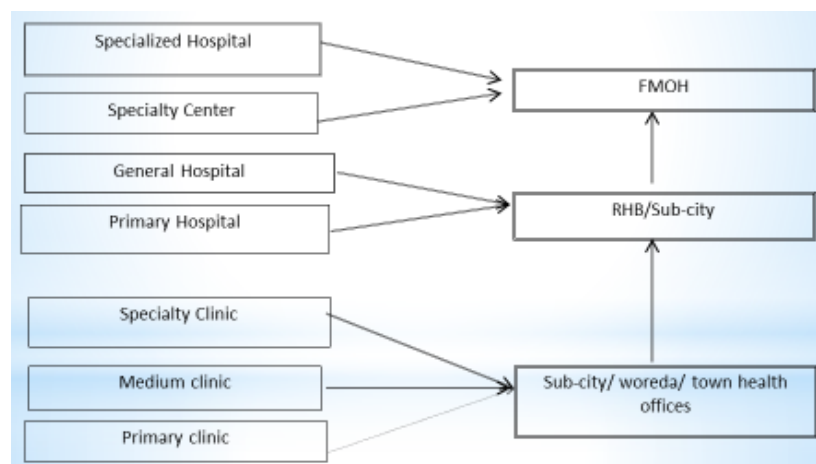 Specialized Hospital
FMOH
Specialty Center
General Hospital
RHB/Sub-city
Primary Hospital
Specialty Clinic
Medium clinic
Sub-city/ woreda/ town health
offices
Primary clinic